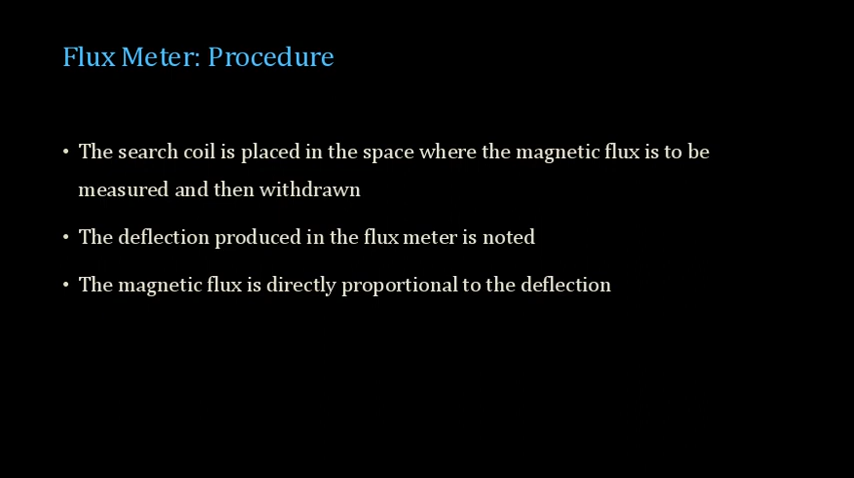 Flux Meter: Procedure
• The search coil is placed in the space where the magnetic flux is to be
measured and then withdrawn
• The deflection produced in the flux meter is noted
• The magnetic flux is directly proportional to the deflection